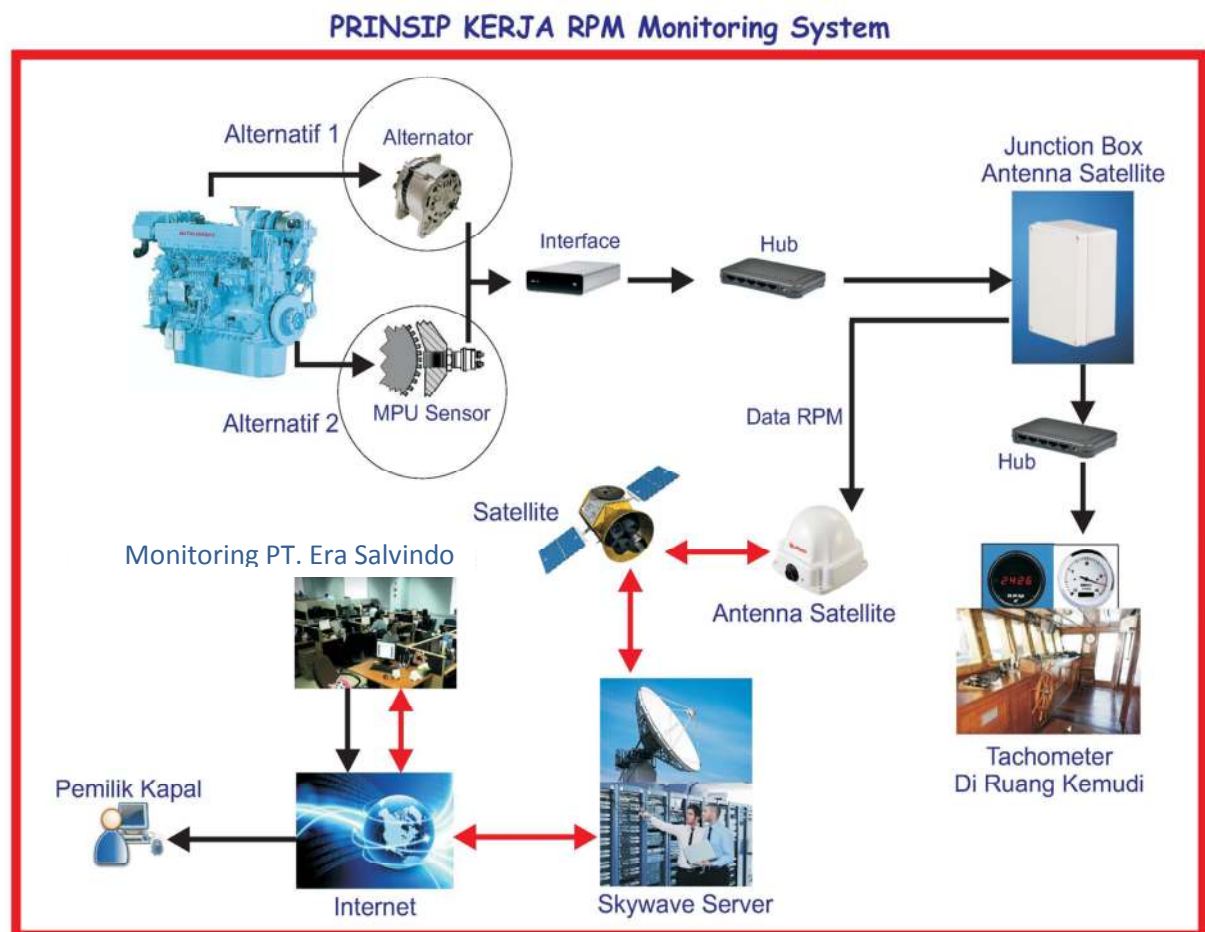 PRINSIP KERJA RPM Monitoring System
Alternatif 1
Alternator
Junction Box
Antenna Satellite
Interface
Hub
Alternatif 2
MPU Sensor
Data RPM
Hub
Satellite
Monitoring PT. Era Salvindo
2426
Antenna Satellite
Tachometer
Di Ruang Kemudi
Pemilik Kapal
Internet
Skywave Server